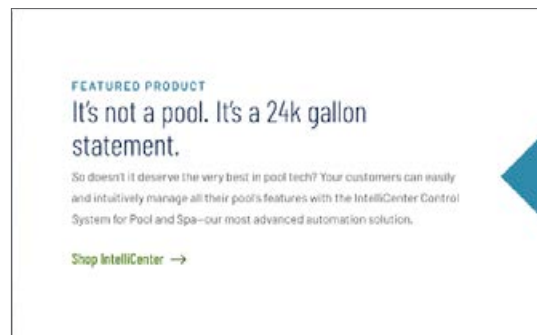 FEATURED PRODUCT
It's not a pool. It's a 24k gallon
statement.
So doesn't it deserve the very best in pool tech? Your customers can easily
and intuitively manage all their pool's features with the IntelliCenter Control
System for Pool and Spa—our most advanced automation solution.
Shop IntelliCenter →